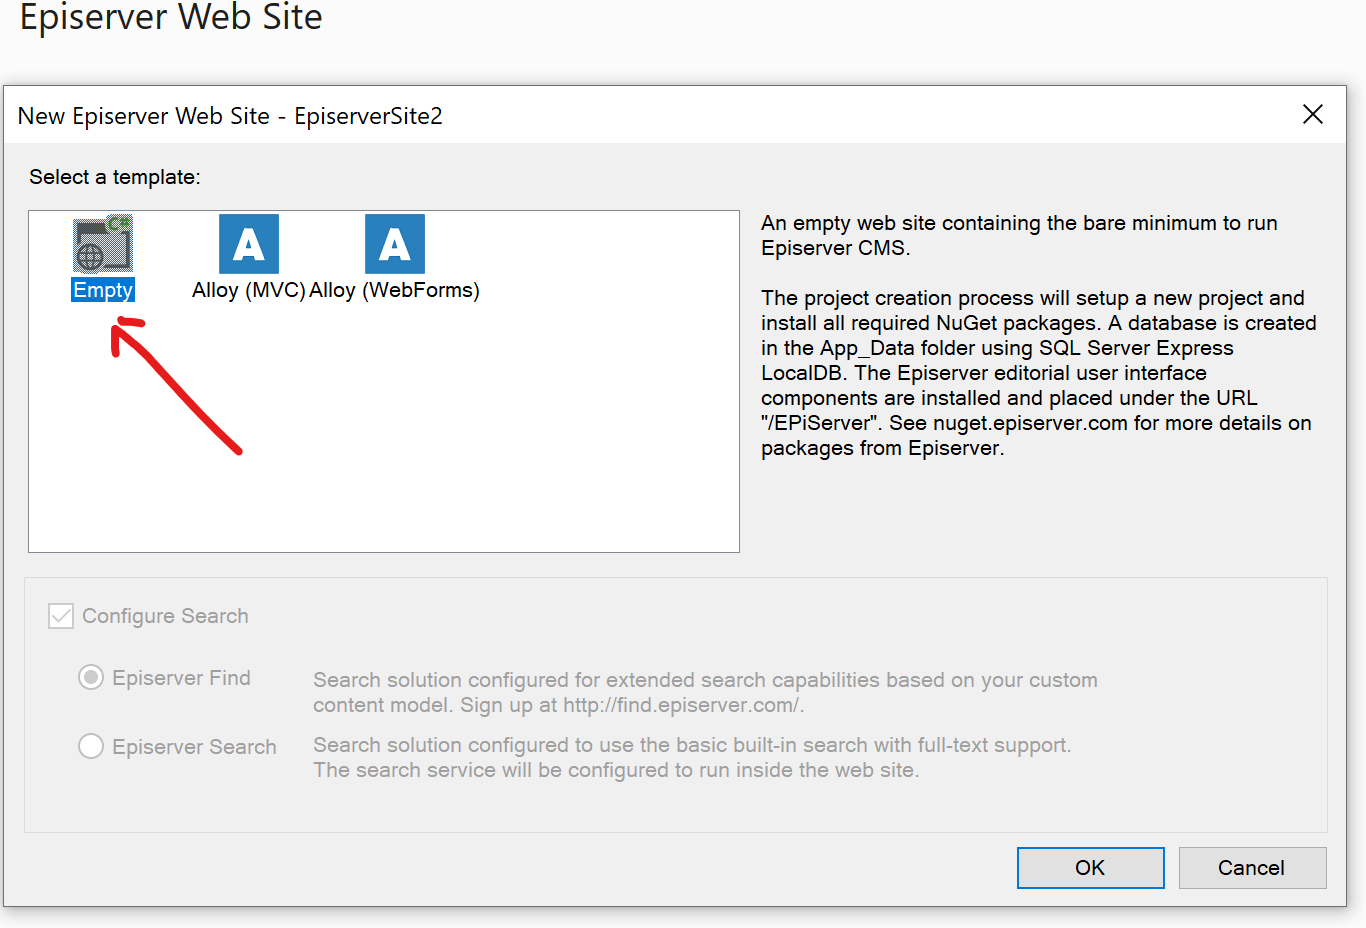 Episerver Web Site
New Episerver Web Site - EpiserverSite2
Select a template:
C#
A
A
Empty
Alloy (MVC)
Alloy (WebForms)
An empty web site containing the bare minimum to run
Episerver CMS.
The project creation process will setup a new project and
install all required NuGet packages. A database is created
in the App_Data folder using SQL Server Express
LocalDB. The Episerver editorial user interface
components are installed and placed under the URL
"/EPiServer". See nuget.episerver.com for more details on
packages from Episerver.
Configure Search
Episerver Find
Search solution configured for extended search capabilities based on your custom
content model. Sign up at http://find.episerver.com/.
Episerver Search
Search solution configured to use the basic built-in search with full-text support.
The search service will be configured to run inside the web site.
OK
Cancel